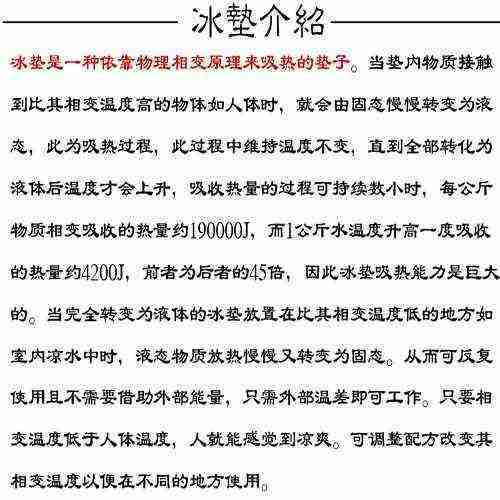 冰墊介紹
冰垫是一种依靠物理相变原理来吸热的垫子。当垫内物质接触
到比其相变温度高的物体如人体时，就会由固态慢慢转变为液
态，此为吸热过程，此过程中维持温度不变，直到全部转化为
液体后温度才会上升，吸收热量的过程可持续数小时，每公斤
物质相变吸收的热量约190000J，而1公斤水温度升高一度吸收
的热量约4200J，前者为后者的45倍，因此冰垫吸热能力是巨大
的。当完全转变为液体的冰垫放置在比其相变温度低的地方如
室内凉水中时，液态物质放热慢慢又转变为固态。从而可反复
使用且不需要借助外部能量，只需外部温差即可工作。只要相
变温度低于人体温度，人就能感觉到凉爽。可调整配方改变其
相变温度以便在不同的地方使用。